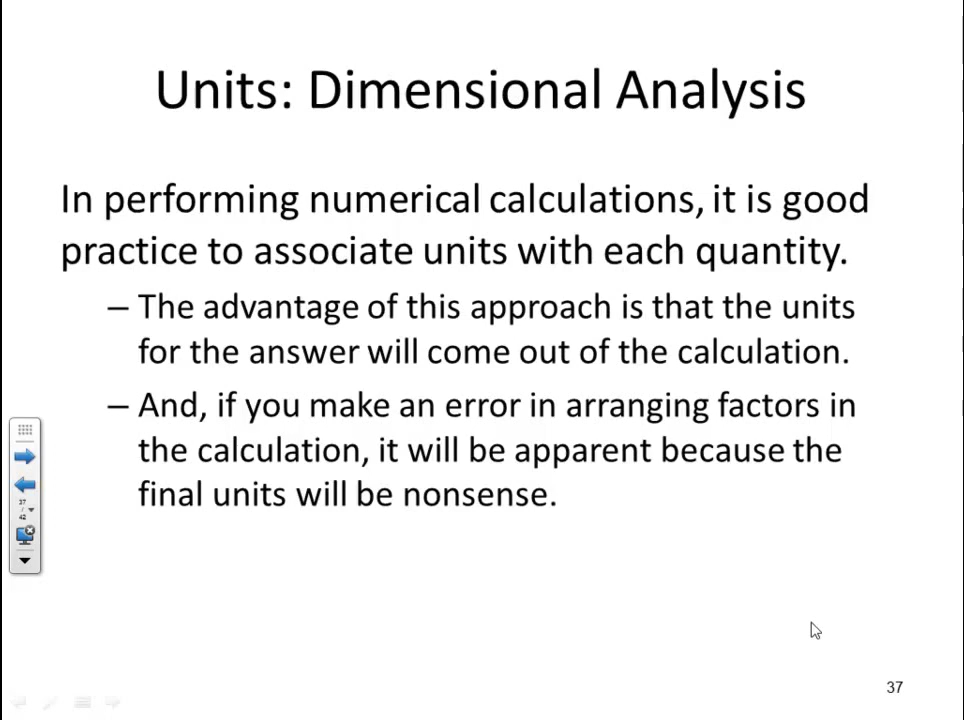 Units: Dimensional Analysis
In performing numerical calculations, it is good
practice to associate units with each quantity.
– The advantage of this approach is that the units
for the answer will come out of the calculation.
– And, if you make an error in arranging factors in
the calculation, it will be apparent because the
final units will be nonsense.
37
/
42
37